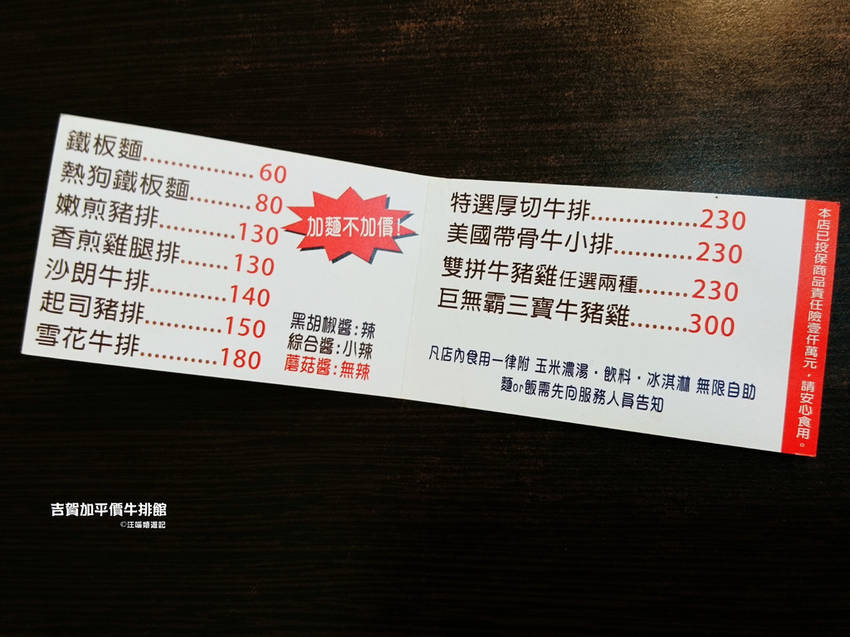 鐵板麵...............60
熱狗鐵板麵........80
嫩煎豬排..........130
香煎雞腿排.......130
沙朗牛排..........140
起司豬排..........150
雪花牛排..........180
加麵不加價!
黑胡椒醬:辣
綜合醬:小辣
蘑菇醬:無辣
特選厚切牛排..............230
美國帶骨牛小排..........230
雙拼牛豬雞任選兩種.......230
巨無霸三寶牛豬雞........300
凡店內食用一律附 玉米濃湯・飲料・冰淇淋 無限自助
麵or飯需先向服務人員告知
本店已投保商品責任險壹仟萬元,請安心食用。
吉賀加平價牛排館
©汪喵嬉遊記